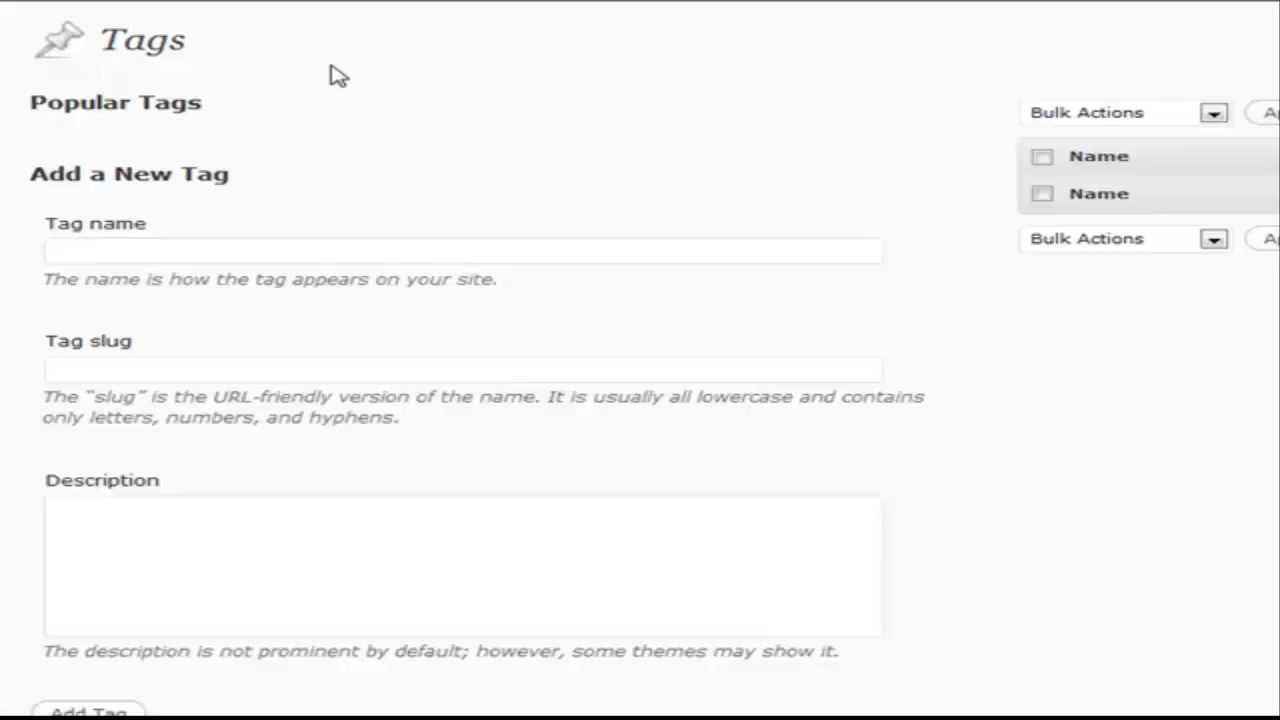 Tags
Popular Tags
Add a New Tag
Tag name
The name is how the tag appears on your site.
Tag slug
The “slug” is the URL-friendly version of the name. It is usually all lowercase and contains
only letters, numbers, and hyphens.
Description
The description is not prominent by default; however, some themes may show it.
Add Tag
Bulk Actions
Name
Name
Bulk Actions